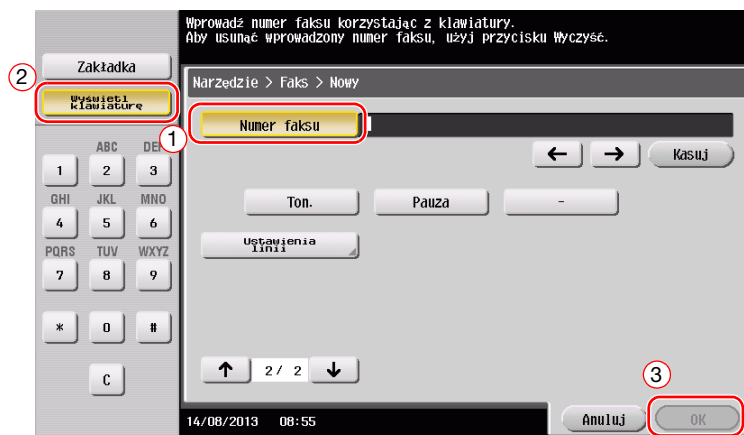 Wprowadź numer faksu korzystając z klawiatury.
Aby usunąć wprowadzony numer faksu, użyj przycisku Wyczyść.
2
Zakładka
Wyświetl
klawiaturę
Narzędzie > Faks > Nowy
1
Numer faksu
← → Kasuj
ABC DEF
1 2 3
GHI JKL MNO
4 5 6
PQRS TUV WXYZ
7 8 9
* 0 #
C
Ton. Pauza -
Ustawienia
linii
↑ 2/ 2 ↓
3
14/08/2013 08:55
Anuluj OK